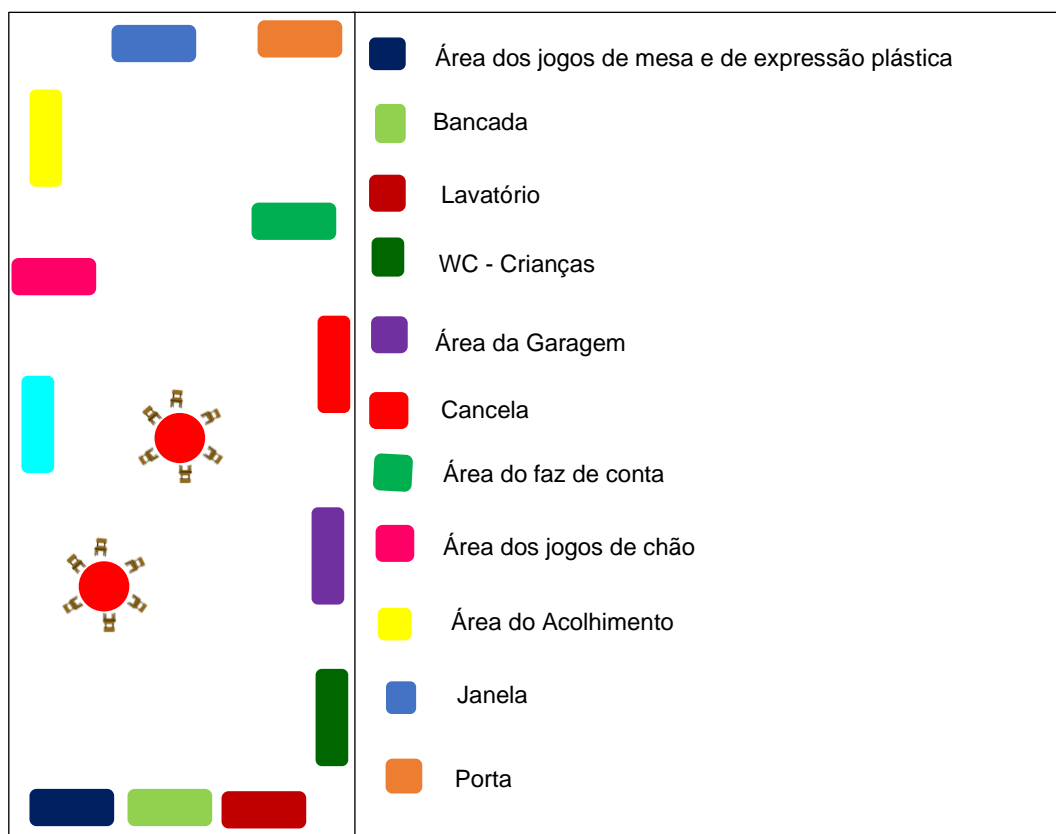 Área dos jogos de mesa e de expressão plástica
Bancada
Lavatório
WC - Crianças
Área da Garagem
Cancela
Área do faz de conta
Área dos jogos de chão
Área do Acolhimento
Janela
Porta